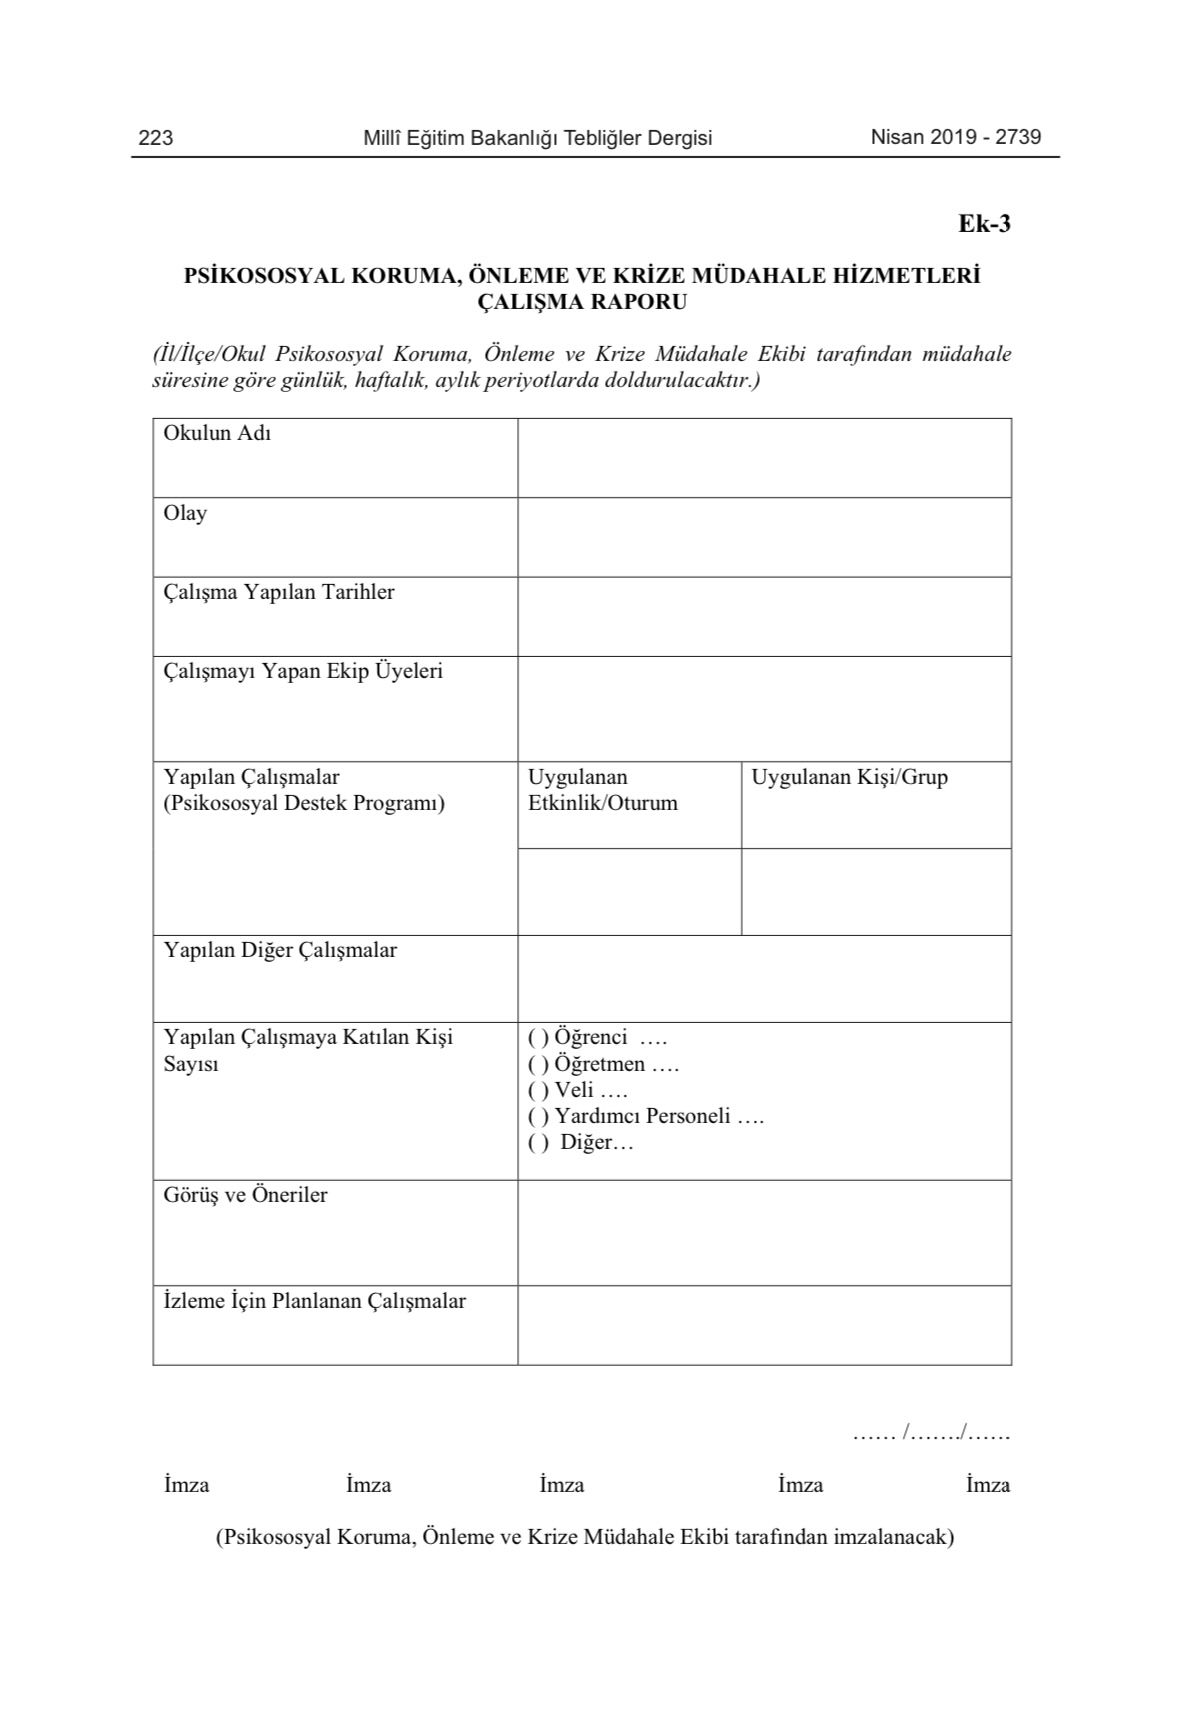 223 Millî Eğitim Bakanlığı Tebliğler Dergisi Nisan 2019 - 2739
Ek-3
PSİKOSOSYAL KORUMA, ÖNLEME VE KRİZE MÜDAHALE HİZMETLERİ
ÇALIŞMA RAPORU
(İl/İlçe/Okul Psikososyal Koruma, Önleme ve Krize Müdahale Ekibi tarafından müdahale
süresine göre günlük, haftalık, aylık periyotlarda doldurulacaktır.)
Okulun Adı
Olay
Çalışma Yapılan Tarihler
Çalışmayı Yapan Ekip Üyeleri
Yapılan Çalışmalar
(Psikososyal Destek Programı)
Uygulanan
Etkinlik/Oturum
Uygulanan Kişi/Grup
Yapılan Diğer Çalışmalar
Yapılan Çalışmaya Katılan Kişi
Sayısı
( ) Öğrenci ….
( ) Öğretmen ….
( ) Veli ….
( ) Yardımcı Personeli ….
( ) Diğer…
Görüş ve Öneriler
İzleme İçin Planlanan Çalışmalar
…… /……./……
İmza İmza İmza İmza İmza
(Psikososyal Koruma, Önleme ve Krize Müdahale Ekibi tarafından imzalanacak)